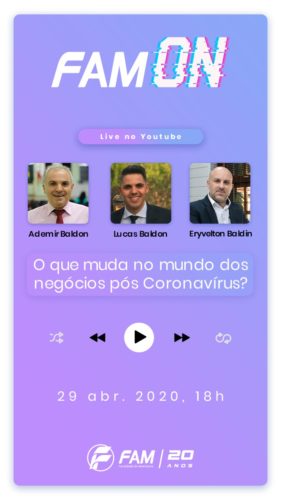 FAM ON
Live no Youtube
Ademir Baldon
Lucas Baldon
Eryvelton Baldin
O que muda no mundo dos
negócios pós Coronavírus?
29 abr. 2020, 18h
FAM
20
ANOS